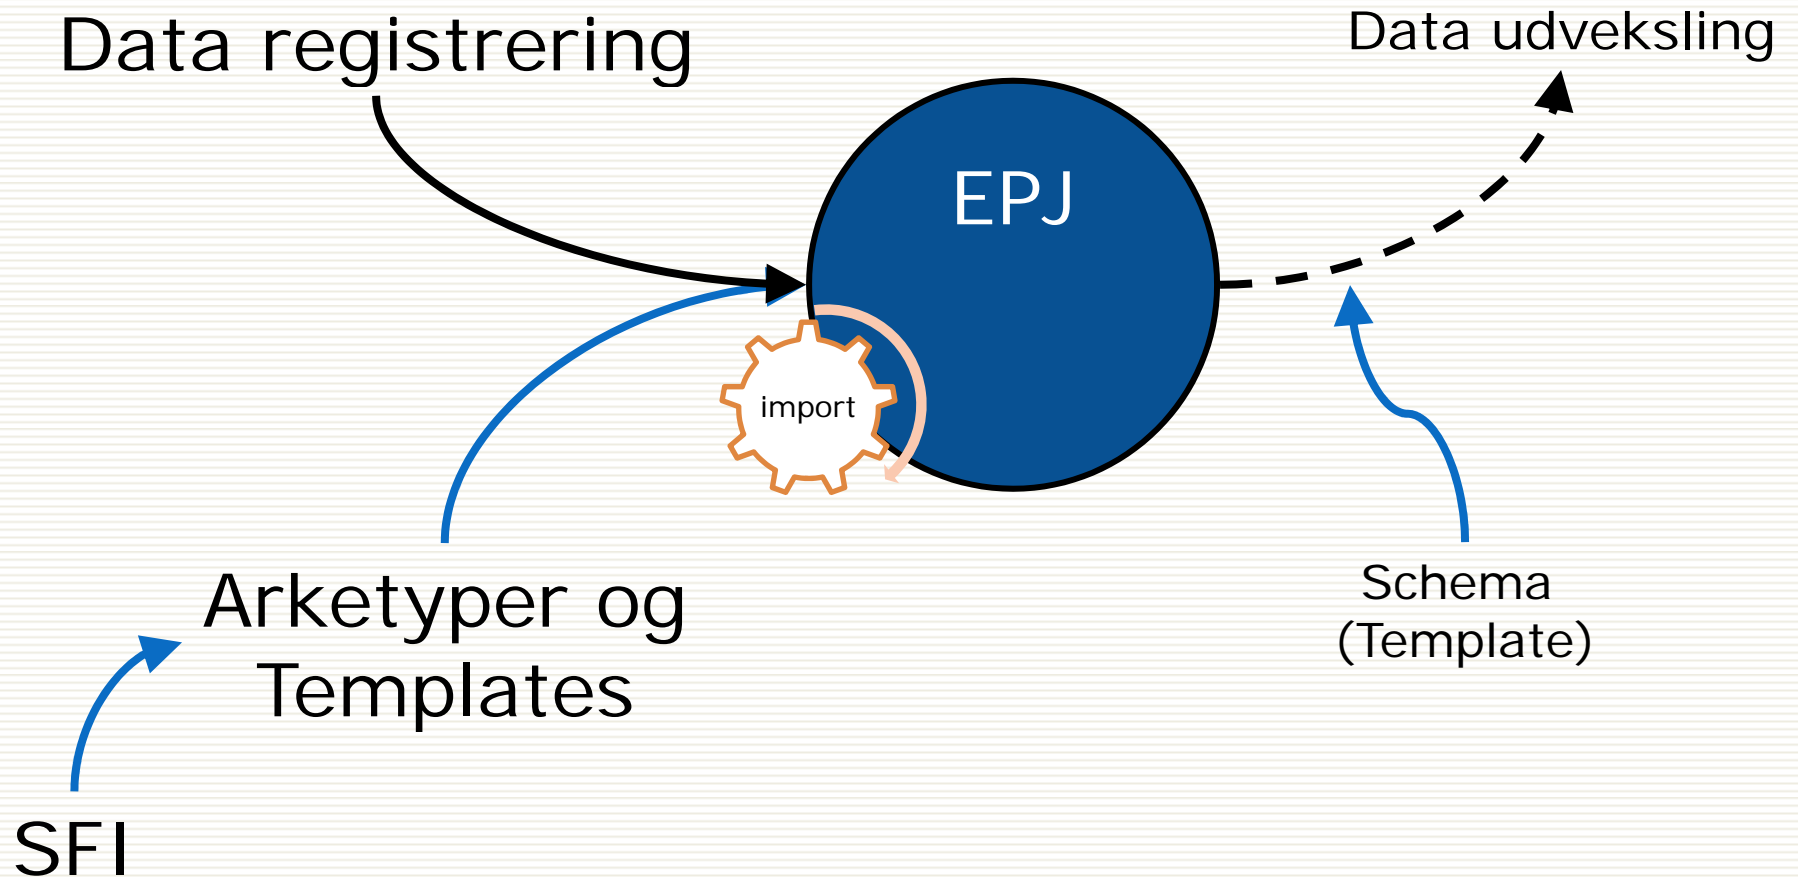 Data registrering
Data udveksling
EPJ
import
Arketyper og
Templates
Schema
(Template)
SFI